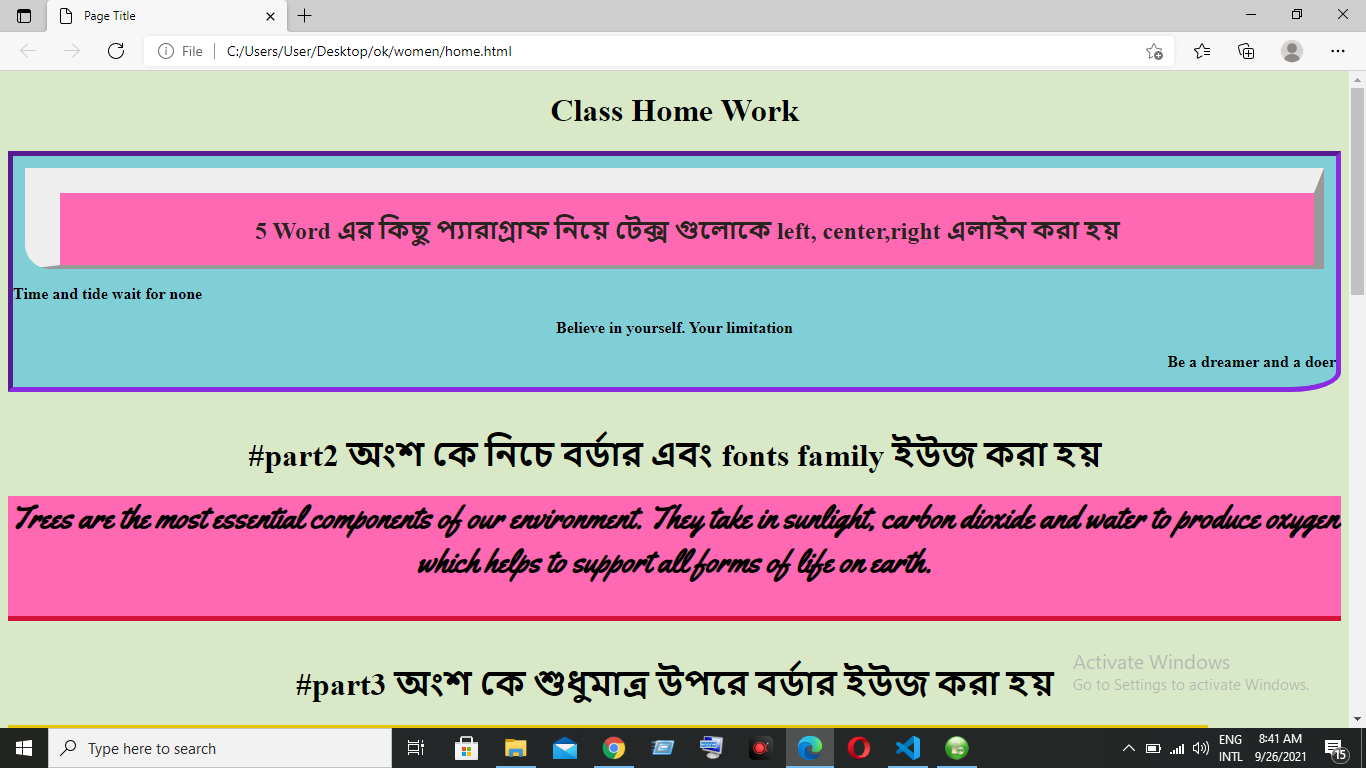 Page Title
File
C:/Users/User/Desktop/ok/women/home.html
Class Home Work
5 Word এর কিছু প্যারাগ্রাফ নিয়ে টেক্স গুলোকে left, center,right এলাইন করা হয়
Time and tide wait for none
Believe in yourself. Your limitation
Be a dreamer and a doer
#part2 অংশ কে নিচে বর্ডার এবং fonts family ইউজ করা হয়
Trees are the most essential components of our environment. They take in sunlight, carbon dioxide and water to produce oxygen
which helps to support all forms of life on earth.
#part3 অংশ কে শুধুমাত্র উপরে বর্ডার ইউজ করা হয়
Activate Windows
Go to Settings to activate Windows.
Type here to search
ENG
INTL
8:41 AM
9/26/2021
15